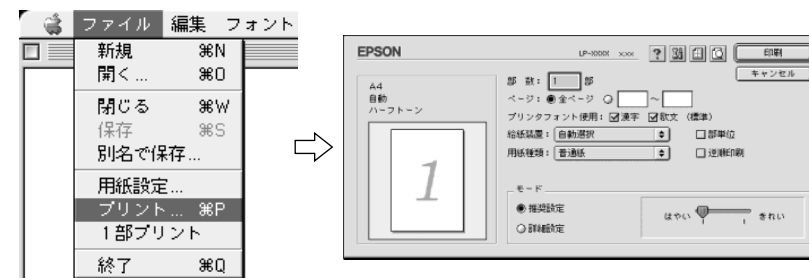 ファイル 編集 フォント
新規 ⌘N
開く... ⌘O
閉じる ⌘W
保存 ⌘S
別名で保存...
用紙設定...
プリント... ⌘P
1部プリント
終了 ⌘Q
EPSON LP-XXXX x.xx ? 印刷
キャンセル
A4
自動
ハーフトーン
1
部 数: 1 部
ページ: 全ページ ~
プリンタフォント使用: 漢字 欧文 (標準)
給紙装置: 自動選択 部単位
用紙種類: 普通紙 逆順印刷
モード
推奨設定
詳細設定
はやい きれい